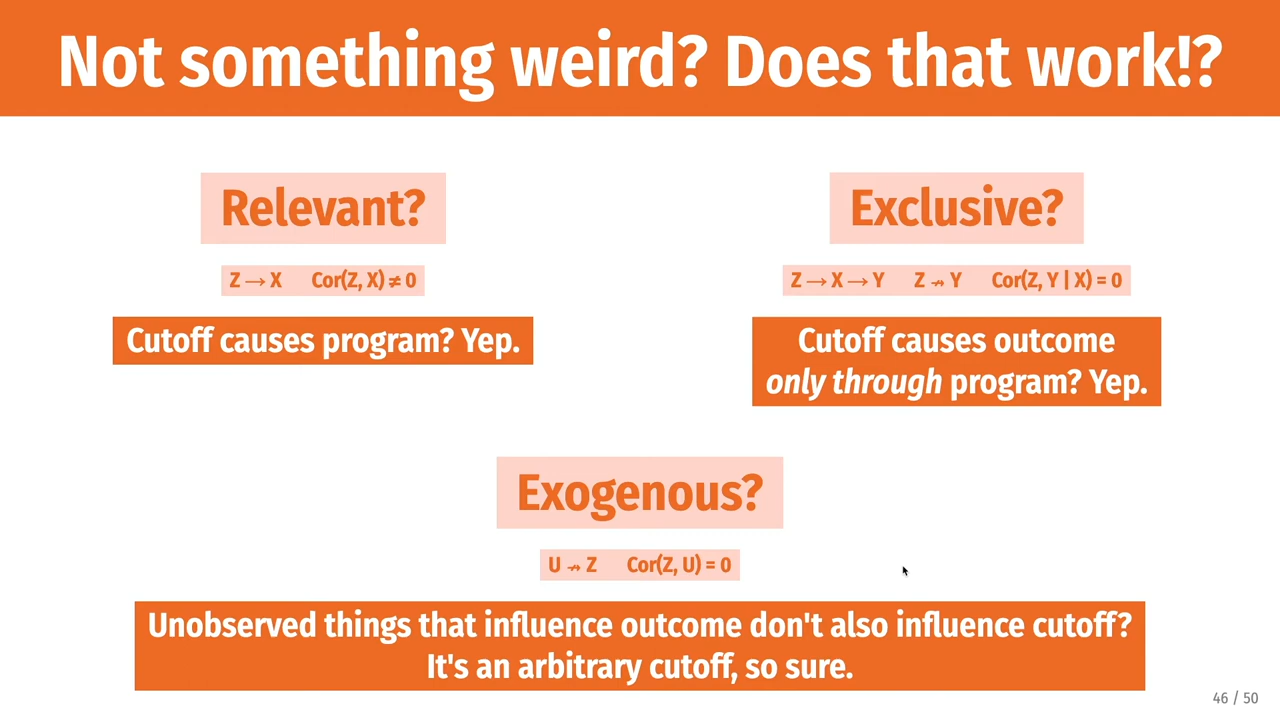 Not something weird? Does that work!?
Relevant?
Z → X Cor(Z, X) ≠ 0
Cutoff causes program? Yep.
Exclusive?
Z → X → Y Z ↛ Y Cor(Z, Y | X) = 0
Cutoff causes outcome
only through program? Yep.
Exogenous?
U ↛ Z Cor(Z, U) = 0
Unobserved things that influence outcome don't also influence cutoff?
It's an arbitrary cutoff, so sure.
46 / 50